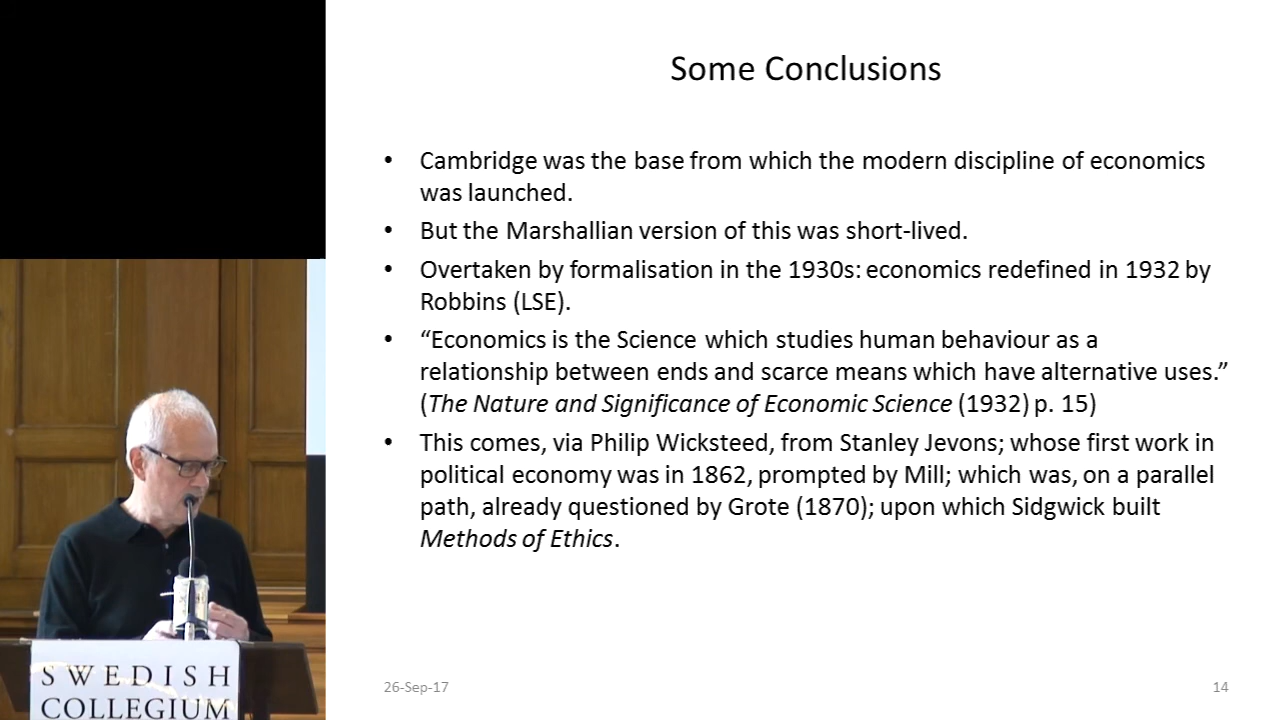 Some Conclusions
• Cambridge was the base from which the modern discipline of economics
was launched.
• But the Marshallian version of this was short-lived.
• Overtaken by formalisation in the 1930s: economics redefined in 1932 by
Robbins (LSE).
• “Economics is the Science which studies human behaviour as a
relationship between ends and scarce means which have alternative uses.”
(The Nature and Significance of Economic Science (1932) p. 15)
• This comes, via Philip Wicksteed, from Stanley Jevons; whose first work in
political economy was in 1862, prompted by Mill; which was, on a parallel
path, already questioned by Grote (1870); upon which Sidgwick built
Methods of Ethics.
26-Sep-17
14
SWEDISH
COLLEGIUM